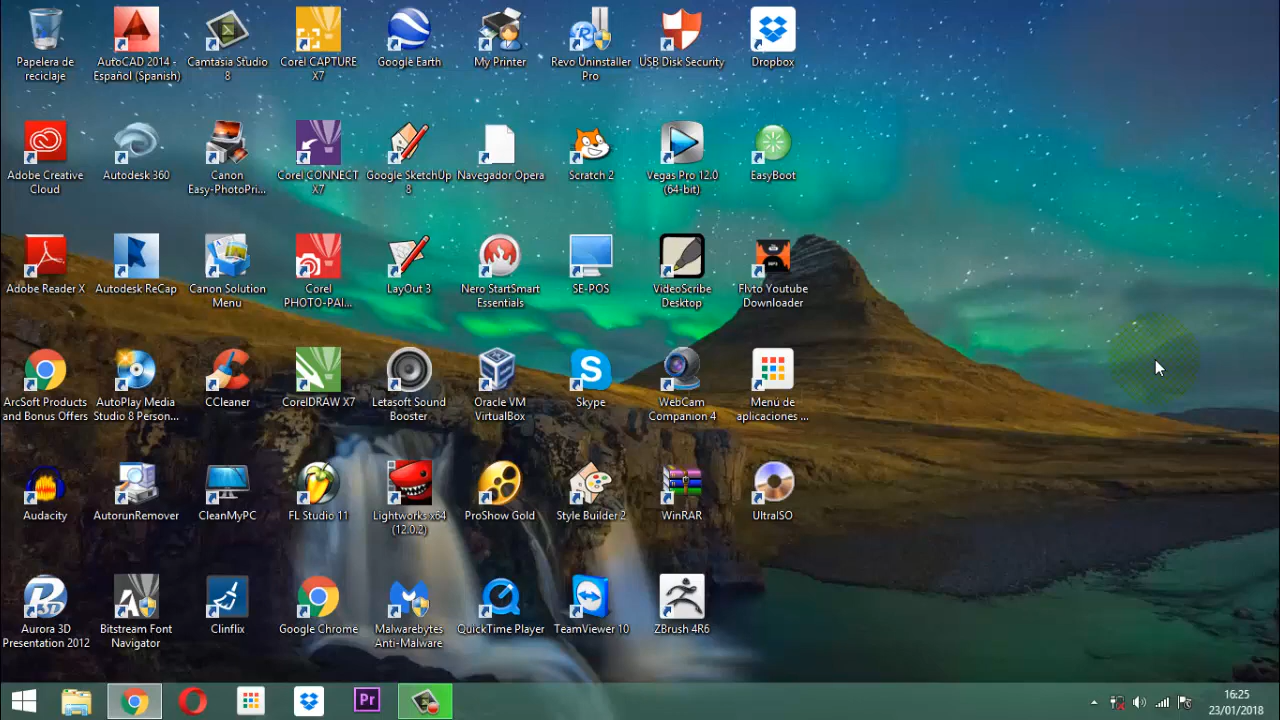 Papelera de
reciclaje
AutoCAD 2014 -
Español (Spanish)
Camtasia Studio
8
Corel CAPTURE
X7
Google Earth
My Printer
Revo Uninstaller
Pro
USB Disk Security
Dropbox
Adobe Creative
Cloud
Autodesk 360
Canon
Easy-PhotoPri...
Corel CONNECT
X7
Google SketchUp
8
Navegador Opera
Scratch 2
Vegas Pro 12.0
(64-bit)
EasyBoot
Adobe Reader X
Autodesk ReCap
Canon Solution
Menu
Corel
PHOTO-PAI...
LayOut 3
Nero StartSmart
Essentials
SE-POS
VideoScribe
Desktop
Flvto Youtube
Downloader
ArcSoft Products
and Bonus Offers
AutoPlay Media
Studio 8 Person...
CCleaner
CorelDRAW X7
Letasoft Sound
Booster
Oracle VM
VirtualBox
Skype
WebCam
Companion 4
Menú de
aplicaciones ...
Audacity
AutorunRemover
CleanMyPC
FL Studio 11
Lightworks x64
(12.0.2)
ProShow Gold
Style Builder 2
WinRAR
UltraISO
Aurora 3D
Presentation 2012
Bitstream Font
Navigator
Clinflix
Google Chrome
Malwarebytes
Anti-Malware
QuickTime Player
TeamViewer 10
ZBrush 4R6
Pr
16:25
23/01/2018